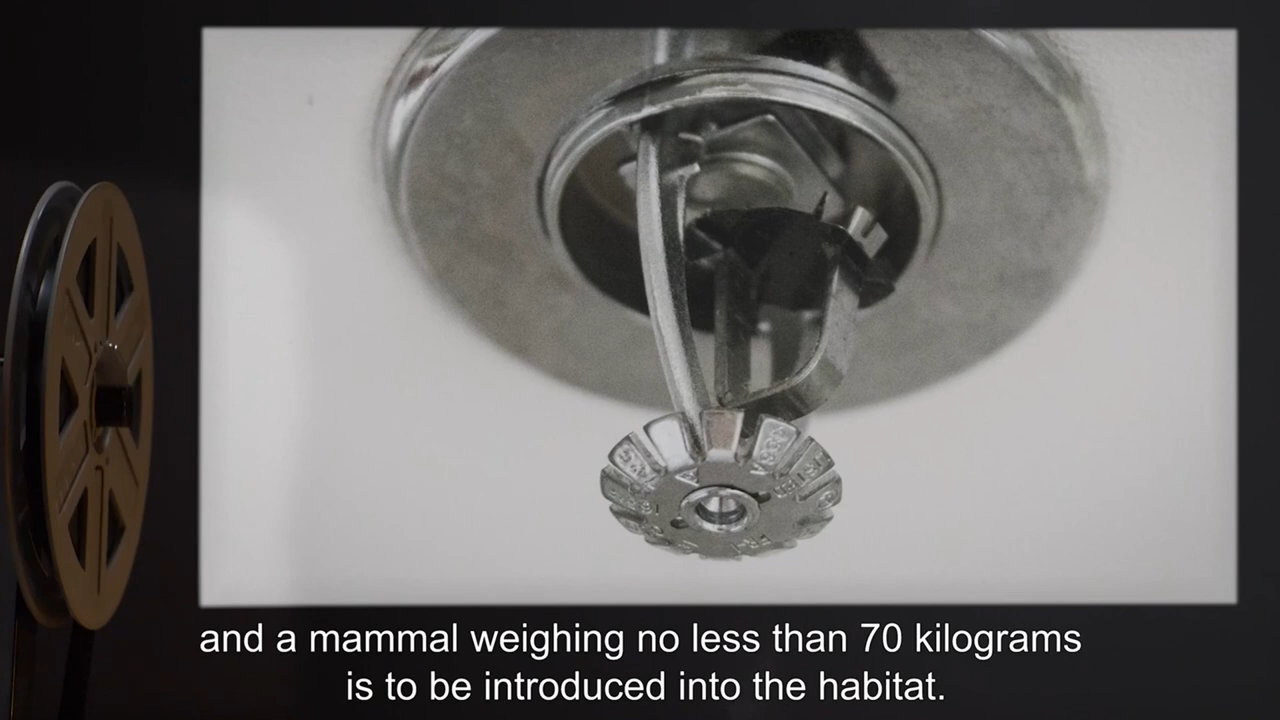 and a mammal weighing no less than 70 kilograms
is to be introduced into the habitat.